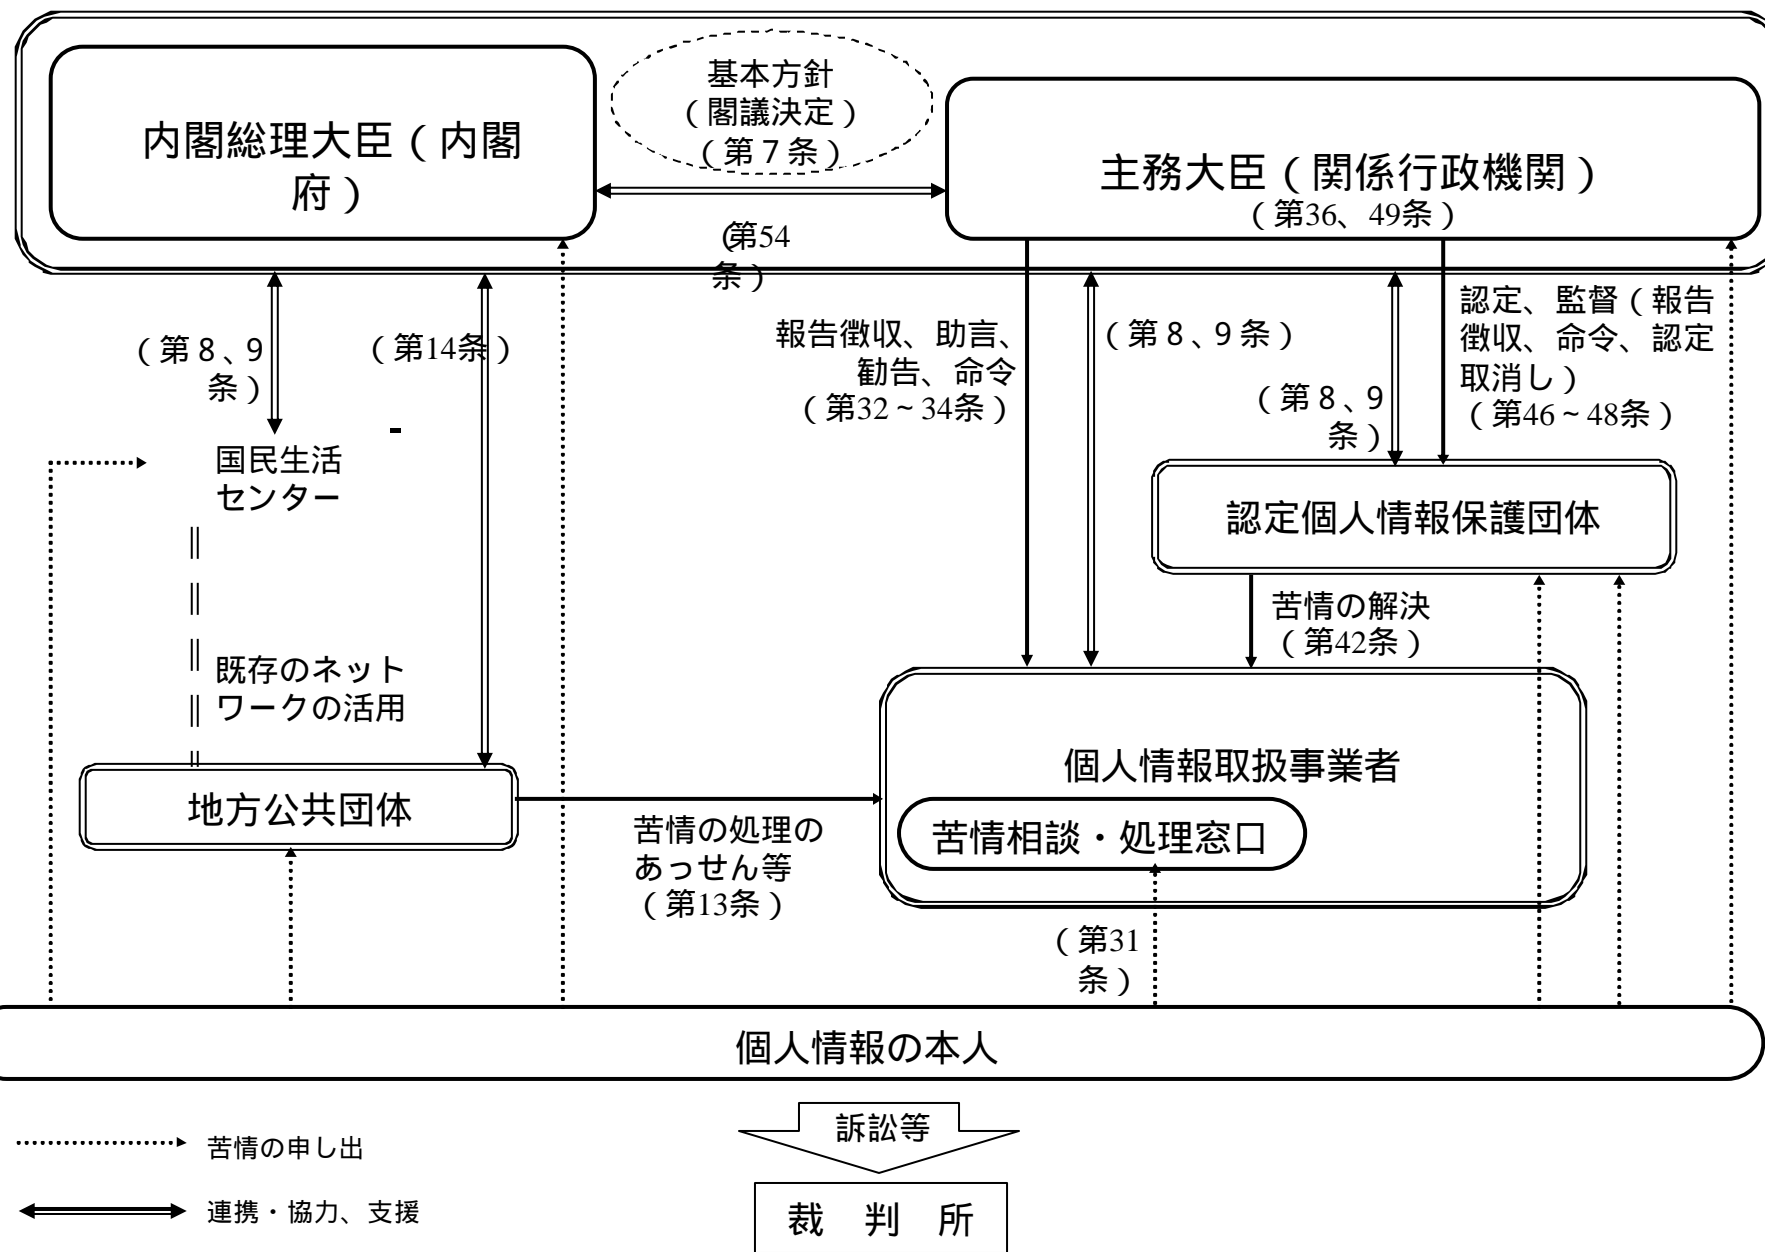 基本方針
（閣議決定）
（第７条）
内閣総理大臣（内閣
府）
主務大臣（関係行政機関）
（第36、49条）
（第54
条）
（第８、９
条）
（第14条）
報告徴収、助言、
勧告、命令
（第32～34条）
（第８、９条）
（第８、９
条）
認定、監督（報告
徴収、命令、認定
取消し）
（第46～48条）
国民生活
センター
認定個人情報保護団体
苦情の解決
（第42条）
既存のネット
ワークの活用
個人情報取扱事業者
地方公共団体
苦情の処理の
あっせん等
（第13条）
苦情相談・処理窓口
（第31
条）
個人情報の本人
訴訟等
苦情の申し出
連携・協力、支援
裁　判　所